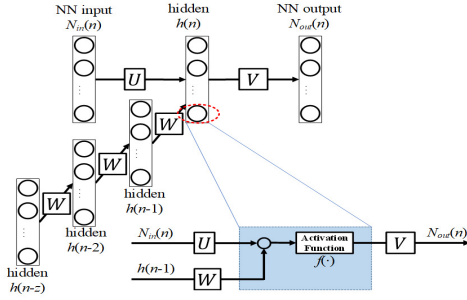 NN input
N_in(n)
hidden
h(n)
NN output
N_out(n)
U
V
W
hidden
h(n-1)
W
hidden
h(n-2)
W
hidden
h(n-z)
N_in(n)
U
Activation
Function
f(·)
V
N_out(n)
h(n-1)
W